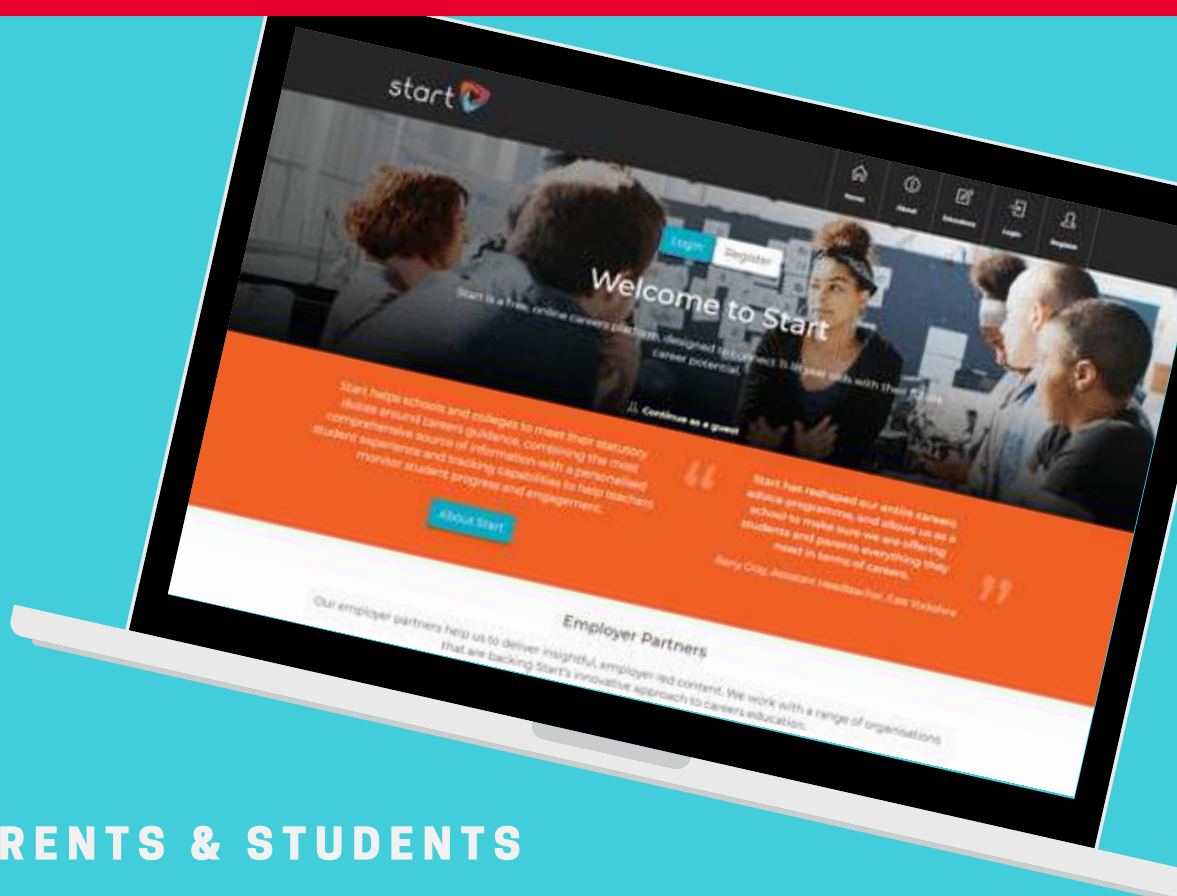 start
Home
About
Educators
Login
Register
Login
Register
Welcome to Start
Start is a free, online careers platform, designed to connect 11-18 year olds with their future
career potential.
Continue as a guest
Start helps schools and colleges to meet their statutory
duties around careers guidance, combining the most
comprehensive source of information with a personalised
student experience and tracking capabilities to help teachers
monitor student progress and engagement.
About Start
“
Start has reshaped our entire careers
advice programme, and allows us as a
school to make sure we are offering
students and parents everything they
need in terms of careers.
Barry Gray, Assistant Headteacher, East Yorkshire
”
Employer Partners
Our employer partners help us to deliver insightful, employer-led content. We work with a range of organisations
that are backing Start's innovative approach to careers education.
RENTS & STUDENTS